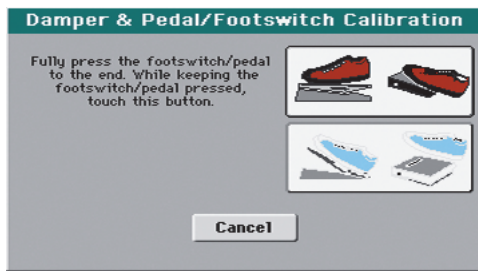 Damper & Pedal/Footswitch Calibration
Fully press the footswitch/pedal
to the end. While keeping the
footswitch/pedal pressed,
touch this button.
Cancel